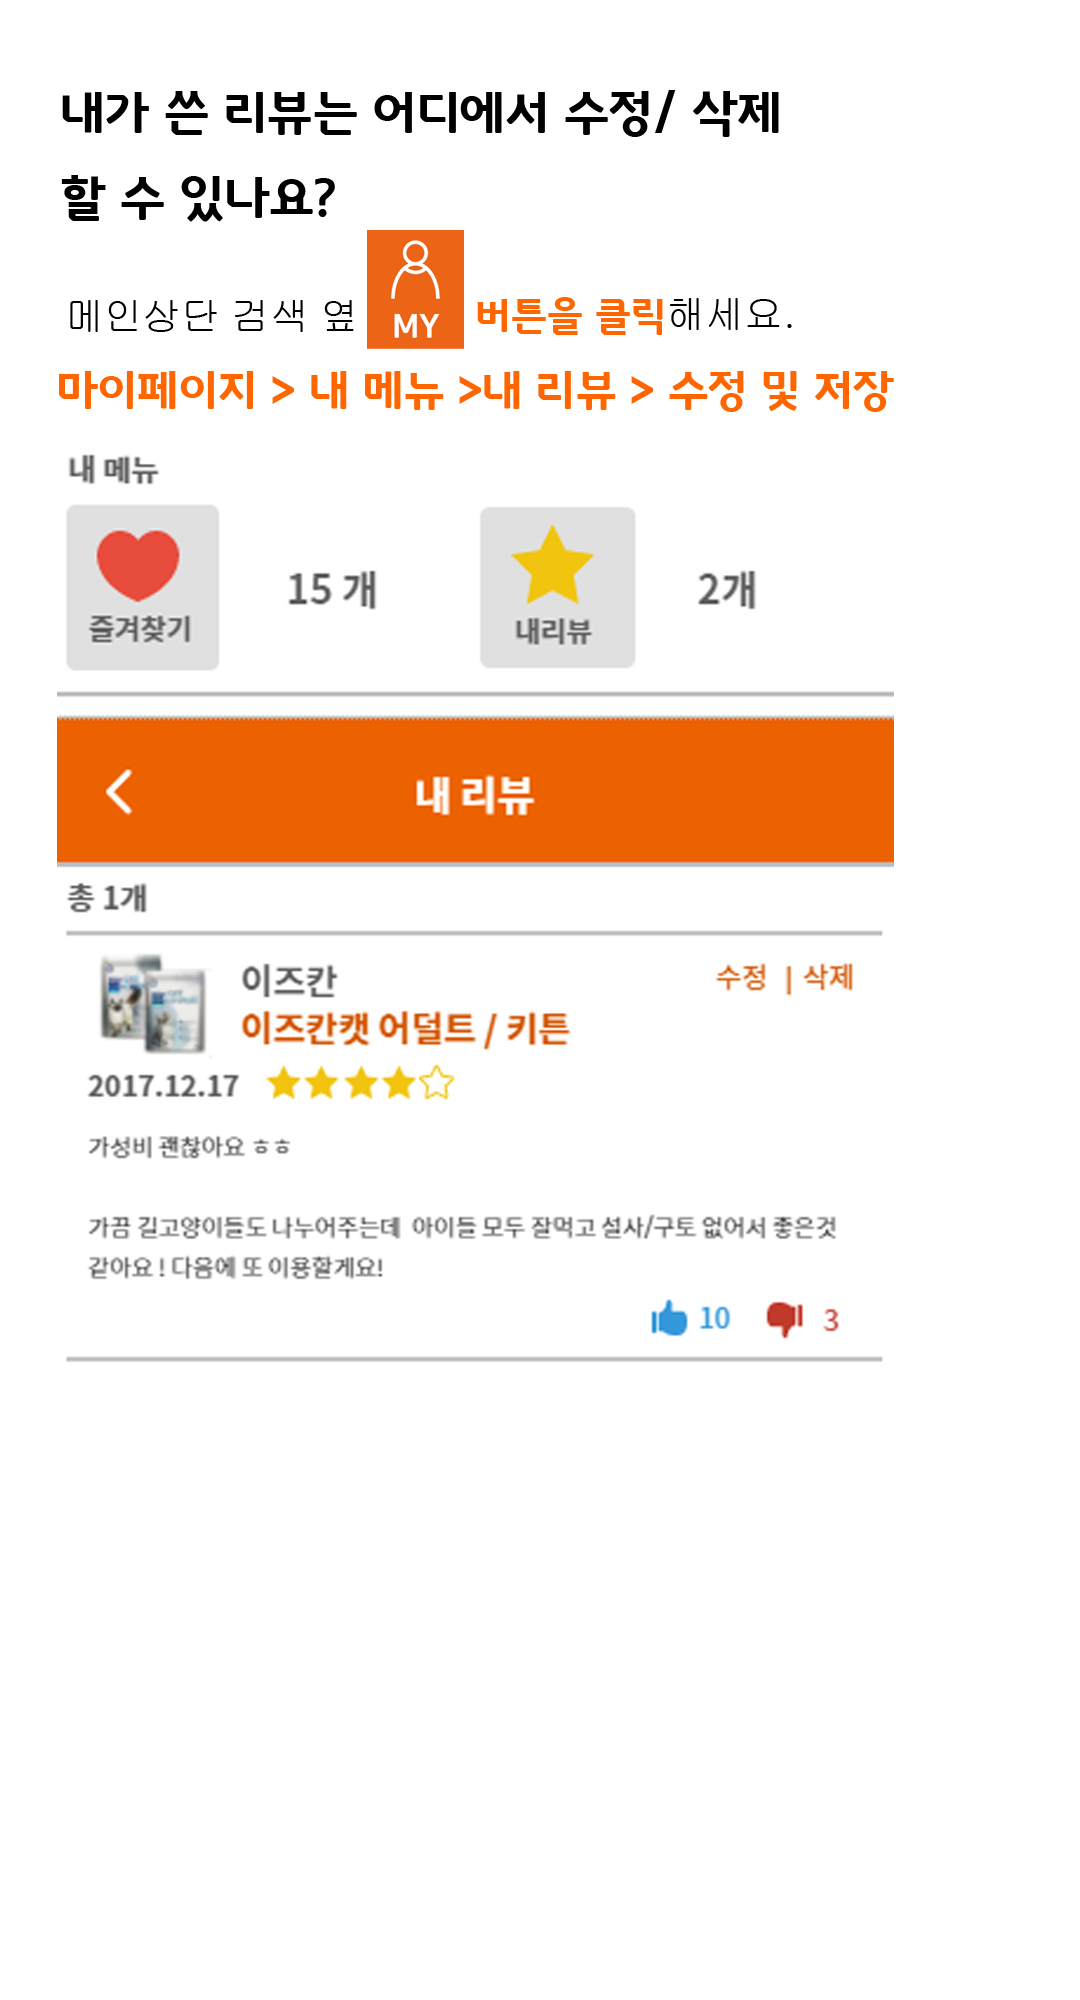 내가 쓴 리뷰는 어디에서 수정/ 삭제
할 수 있나요?
메인상단 검색 옆 MY 버튼을 클릭해세요.
마이페이지 > 내 메뉴 >내 리뷰 > 수정 및 저장
내 메뉴
즐겨찾기 15 개 내리뷰 2개
내 리뷰
총 1개
이즈칸 수정 | 삭제
이즈칸캣 어덜트 / 키튼
2017.12.17
가성비 괜찮아요 ㅎㅎ
가끔 길고양이들도 나누어주는데 아이들 모두 잘먹고 설사/구토 없어서 좋은것
같아요 ! 다음에 또 이용할게요!
10 3